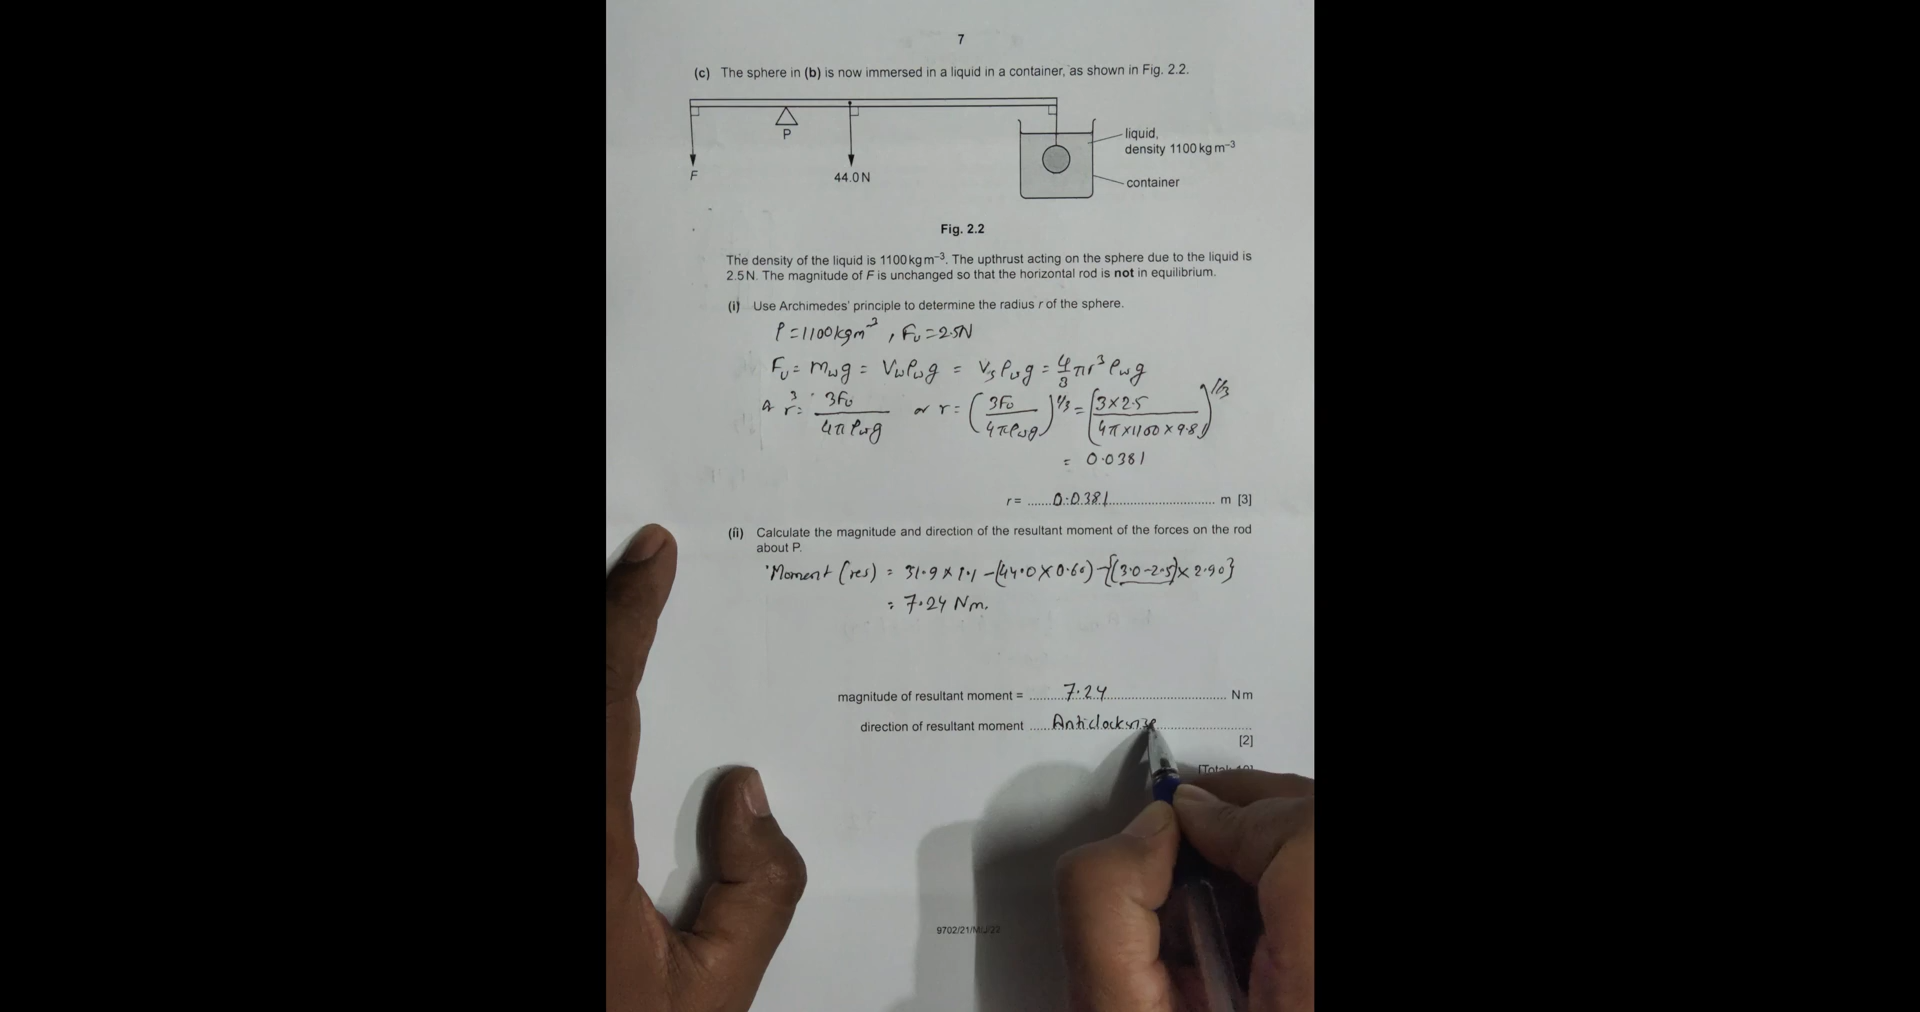 7
(c) The sphere in (b) is now immersed in a liquid in a container, as shown in Fig. 2.2.
P
liquid,
density 1100 kg m⁻³
F
44.0 N
container
Fig. 2.2
The density of the liquid is 1100 kg m⁻³. The upthrust acting on the sphere due to the liquid is
2.5 N. The magnitude of F is unchanged so that the horizontal rod is not in equilibrium.
(i) Use Archimedes' principle to determine the radius r of the sphere.
ρ = 1100 kgm⁻³, Fᵤ = 2.5N
Fᵤ = m_w g = V_w ρ_w g = V_s ρ_w g = 4/3 πr³ ρ_w g
r³ = 3Fᵤ / 4πρ_w g or r = (3Fᵤ / 4πρ_w g)^1/3 = (3 × 2.5 / 4π × 1100 × 9.8)^1/3
= 0.0381
r = 0.0381 m [3]
(ii) Calculate the magnitude and direction of the resultant moment of the forces on the rod
about P.
Moment (res) = 31.9 × 1.1 – (44.0 × 0.60) – {(3.0 – 2.5) × 2.90}
= 7.24 Nm.
magnitude of resultant moment = 7.24 N m
direction of resultant moment Anticlockwise
[2]
9702/21/M/J/22